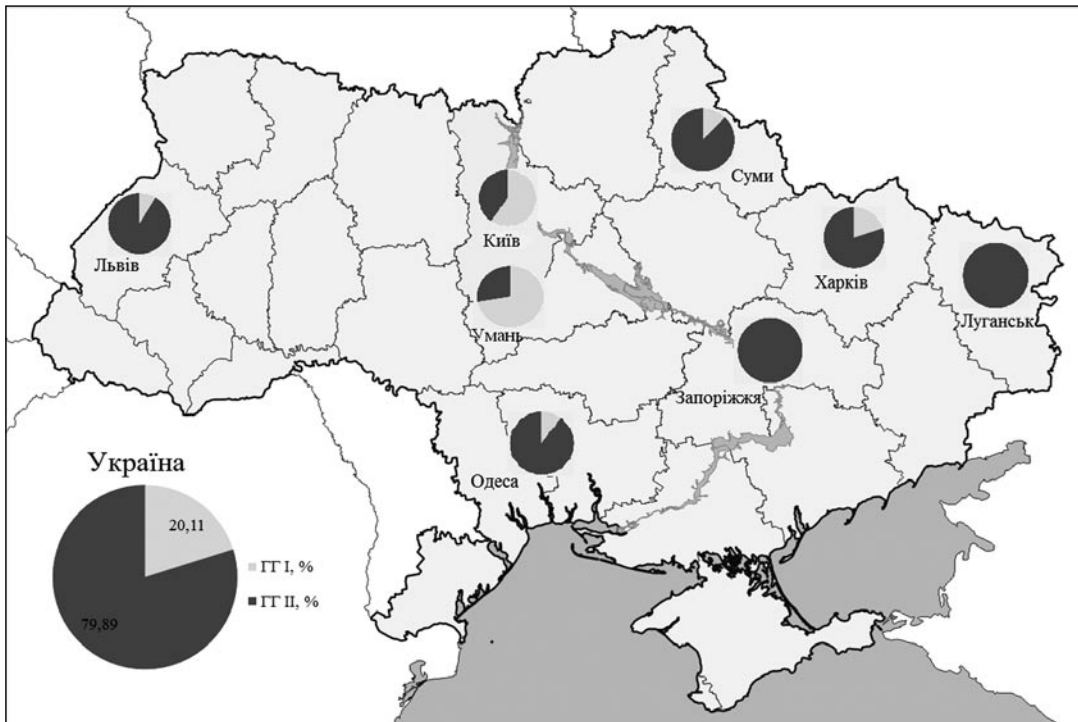 Суми
Львів
Київ
Харків
Умань
Луганськ
Запоріжжя
Одеса
Україна
20,11
ГГ I, %
ГГ II, %
79,89